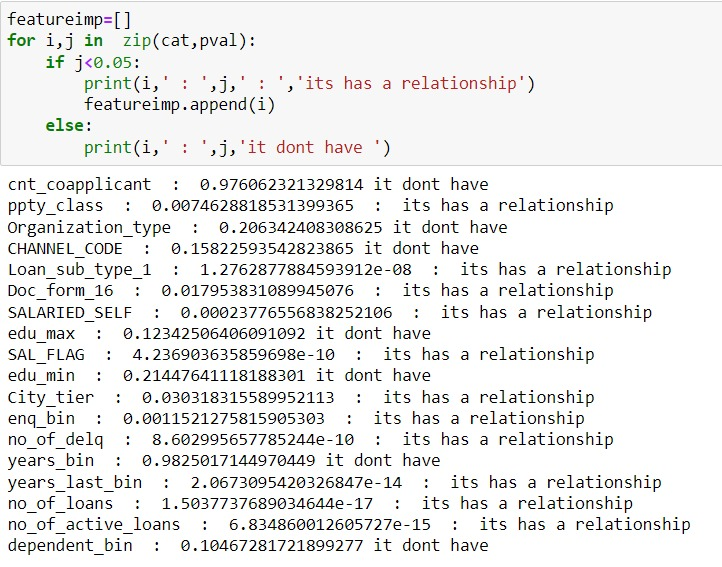 featureimp=[]
for i,j in  zip(cat,pval):
    if j<0.05:
        print(i,' : ',j,' : ','its has a relationship')
        featureimp.append(i)
    else:
        print(i,' : ',j,'it dont have ')
cnt_coapplicant  :  0.976062321329814 it dont have
ppty_class  :  0.0074628818531399365  :  its has a relationship
Organization_type  :  0.206342408308625 it dont have
CHANNEL_CODE  :  0.15822593542823865 it dont have
Loan_sub_type_1  :  1.2762877884593912e-08  :  its has a relationship
Doc_form_16  :  0.017953831089945076  :  its has a relationship
SALARIED_SELF  :  0.00023776556838252106  :  its has a relationship
edu_max  :  0.12342506406091092 it dont have
SAL_FLAG  :  4.236903635859698e-10  :  its has a relationship
edu_min  :  0.21447641118188301 it dont have
City_tier  :  0.030318315589952113  :  its has a relationship
enq_bin  :  0.0011521275815905303  :  its has a relationship
no_of_delq  :  8.602995657785244e-10  :  its has a relationship
years_bin  :  0.9825017144970449 it dont have
years_last_bin  :  2.0673095420326847e-14  :  its has a relationship
no_of_loans  :  1.5037737689034644e-17  :  its has a relationship
no_of_active_loans  :  6.834860012605727e-15  :  its has a relationship
dependent_bin  :  0.10467281721899277 it dont have